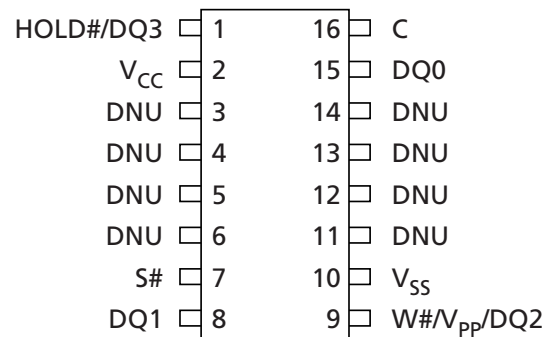 HOLD#/DQ3 1 16 C
VCC 2 15 DQ0
DNU 3 14 DNU
DNU 4 13 DNU
DNU 5 12 DNU
DNU 6 11 DNU
S# 7 10 VSS
DQ1 8 9 W#/VPP/DQ2